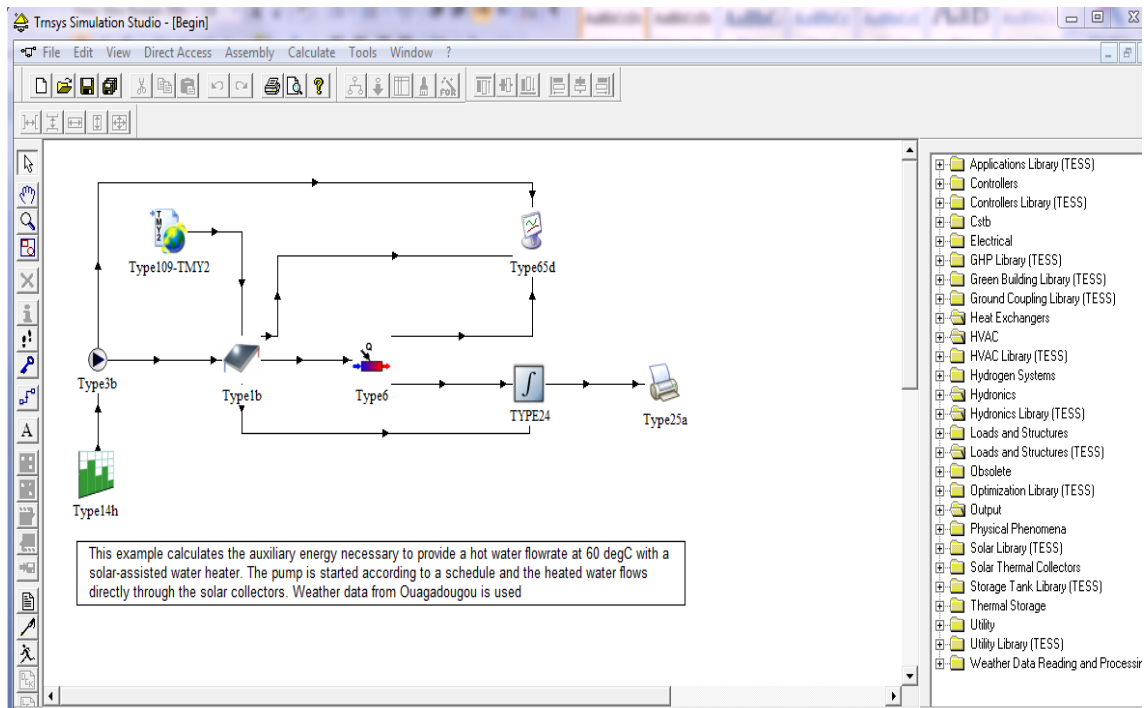 Trnsys Simulation Studio - [Begin]
File Edit View Direct Access Assembly Calculate Tools Window ?
FOR
A
TMY2
Type109-TMY2
Type65d
Type3b
Type1b
Q
Type6
TYPE24
Type25a
Type14h
This example calculates the auxiliary energy necessary to provide a hot water flowrate at 60 degC with a
solar-assisted water heater. The pump is started according to a schedule and the heated water flows
directly through the solar collectors. Weather data from Ouagadougou is used
Applications Library (TESS)
Controllers
Controllers Library (TESS)
Cstb
Electrical
GHP Library (TESS)
Green Building Library (TESS)
Ground Coupling Library (TESS)
Heat Exchangers
HVAC
HVAC Library (TESS)
Hydrogen Systems
Hydronics
Hydronics Library (TESS)
Loads and Structures
Loads and Structures (TESS)
Obsolete
Optimization Library (TESS)
Output
Physical Phenomena
Solar Library (TESS)
Solar Thermal Collectors
Storage Tank Library (TESS)
Thermal Storage
Utility
Utility Library (TESS)
Weather Data Reading and Processin